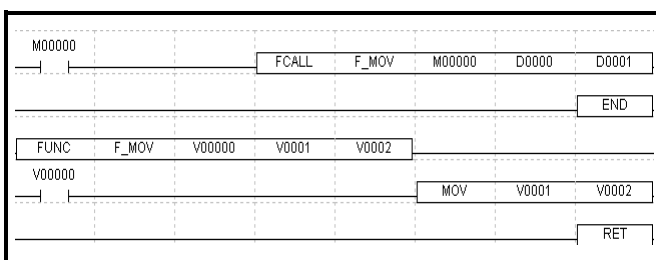 M00000
FCALL F_MOV M00000 D0000 D0001
END
FUNC F_MOV V00000 V0001 V0002
V00000
MOV V0001 V0002
RET